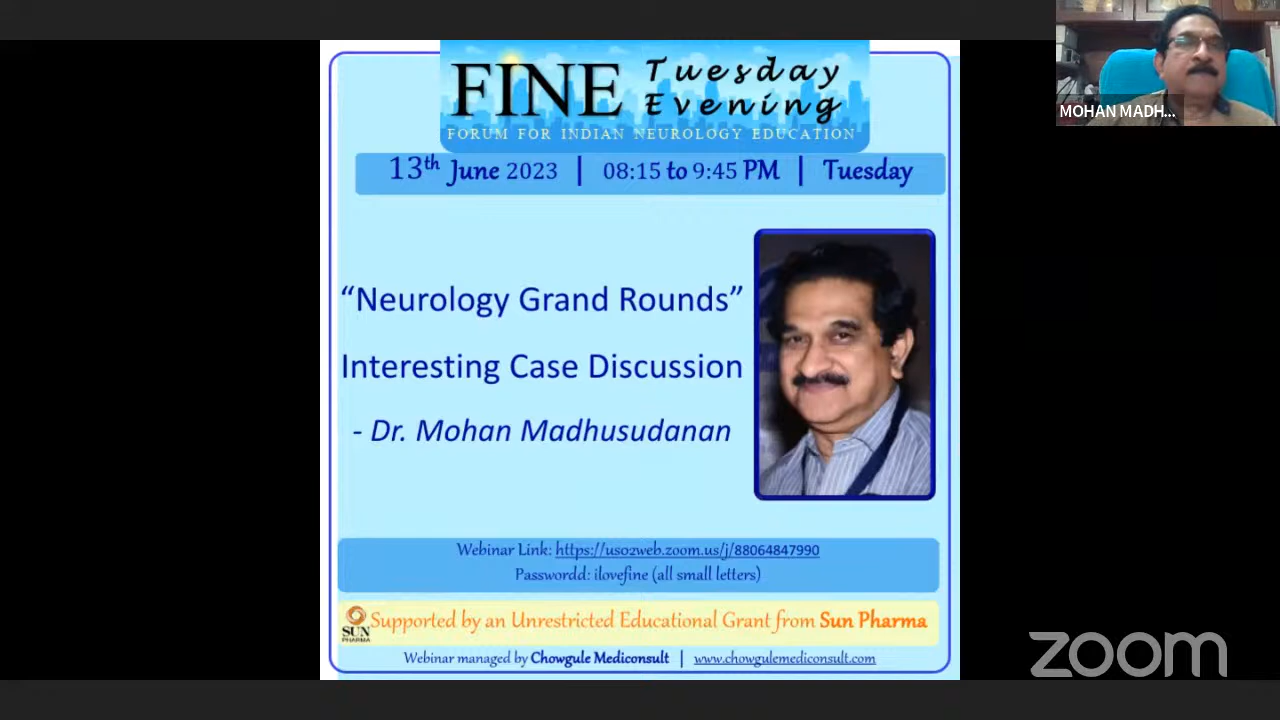 FINE Tuesday Evening
FORUM FOR INDIAN NEUROLOGY EDUCATION
13th June 2023 | 08:15 to 9:45 PM | Tuesday
“Neurology Grand Rounds”
Interesting Case Discussion
- Dr. Mohan Madhusudanan
Webinar Link: https://us02web.zoom.us/j/88064847990
Passwordd: ilovefine (all small letters)
SUN PHARMA
Supported by an Unrestricted Educational Grant from Sun Pharma
Webinar managed by Chowgule Mediconsult | www.chowgulemediconsult.com
MOHAN MADH...
zoom